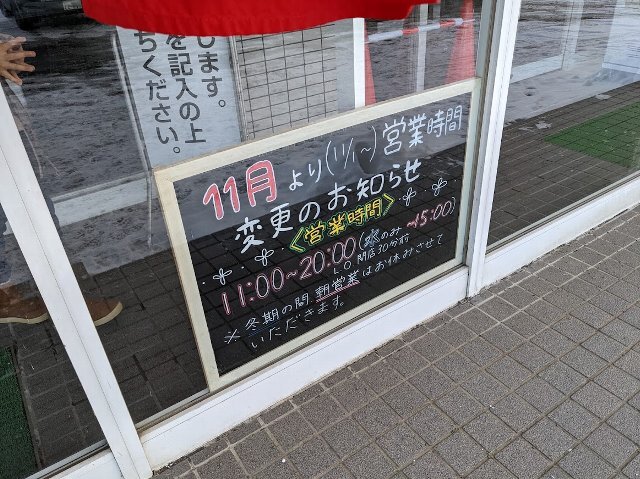 します。
を記入の上
ちください。
11月より(11/1~)営業時間
変更のお知らせ
<営業時間>
11:00~20:00(水のみ~15:00)
L.O.閉店30分前
※冬期の間 朝営業はお休みさせて
いただきます。